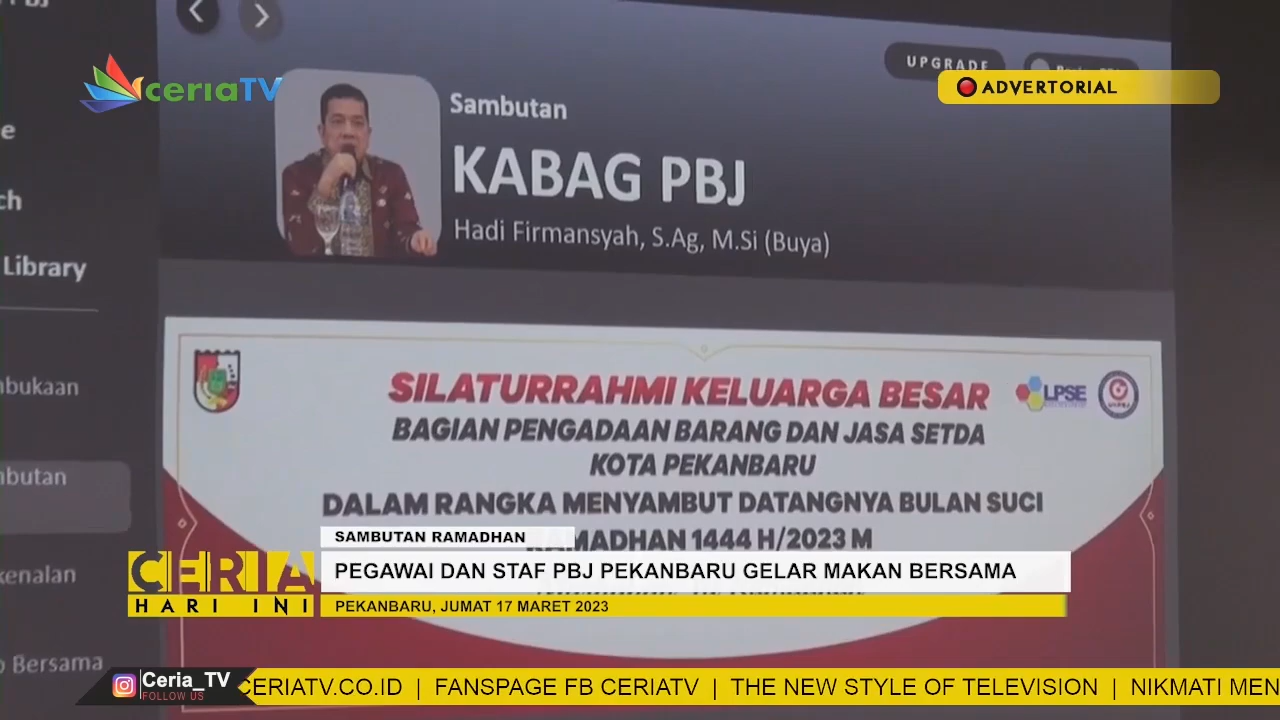 UPGRADE
ceriaTV
ADVERTORIAL
Sambutan
KABAG PBJ
Hadi Firmansyah, S.Ag, M.Si (Buya)
Library
SILATURRAHMI KELUARGA BESAR
LPSE
BAGIAN PENGADAAN BARANG DAN JASA SETDA
KOTA PEKANBARU
DALAM RANGKA MENYAMBUT DATANGNYA BULAN SUCI
RAMADHAN 1444 H/2023 M
SAMBUTAN RAMADHAN
CERIA
HARI INI
PEGAWAI DAN STAF PBJ PEKANBARU GELAR MAKAN BERSAMA
PEKANBARU, JUMAT 17 MARET 2023
mbukaan
mbutan
kenalan
Bersama
Ceria_TV
FOLLOW US
CERIATV.CO.ID | FANSPAGE FB CERIATV | THE NEW STYLE OF TELEVISION | NIKMATI MEN